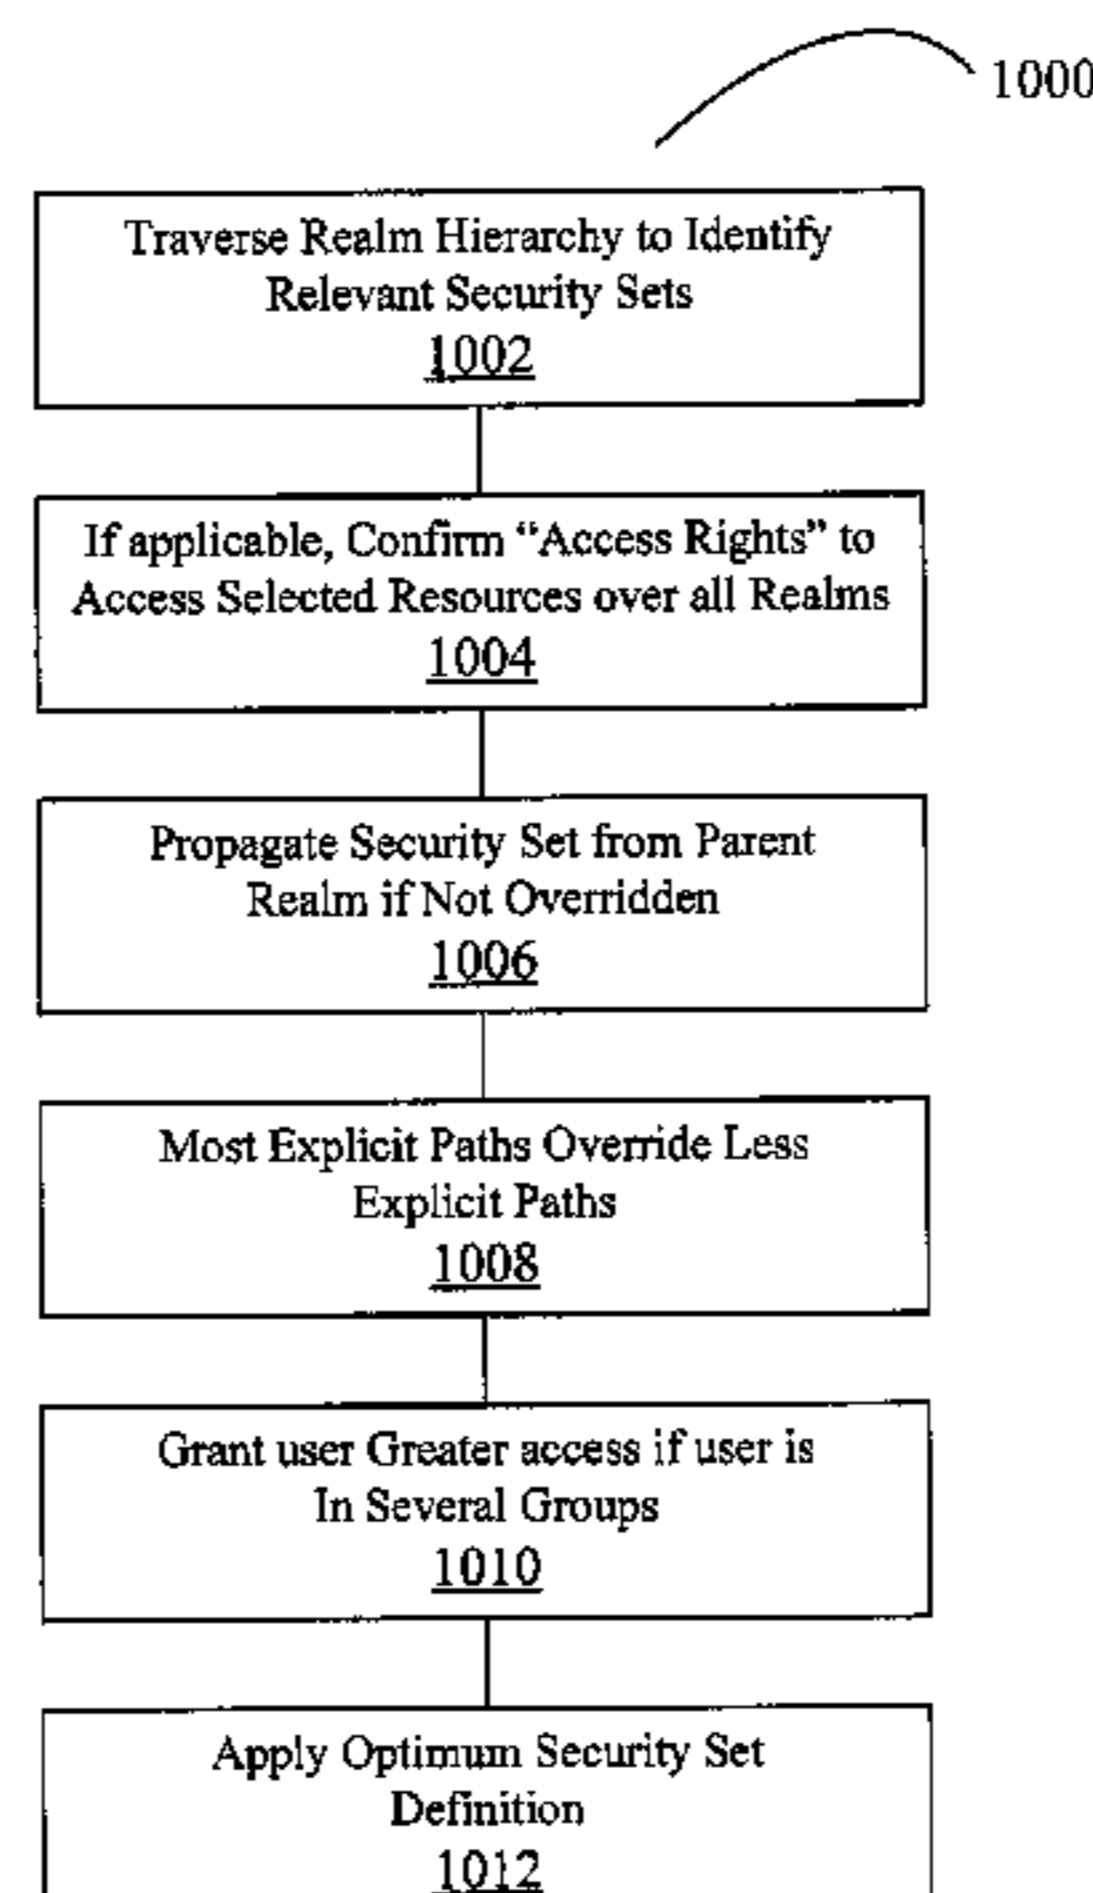 1000
Traverse Realm Hierarchy to Identify
Relevant Security Sets
1002
If applicable, Confirm “Access Rights” to
Access Selected Resources over all Realms
1004
Propagate Security Set from Parent
Realm if Not Overridden
1006
Most Explicit Paths Override Less
Explicit Paths
1008
Grant user Greater access if user is
In Several Groups
1010
Apply Optimum Security Set
Definition
1012